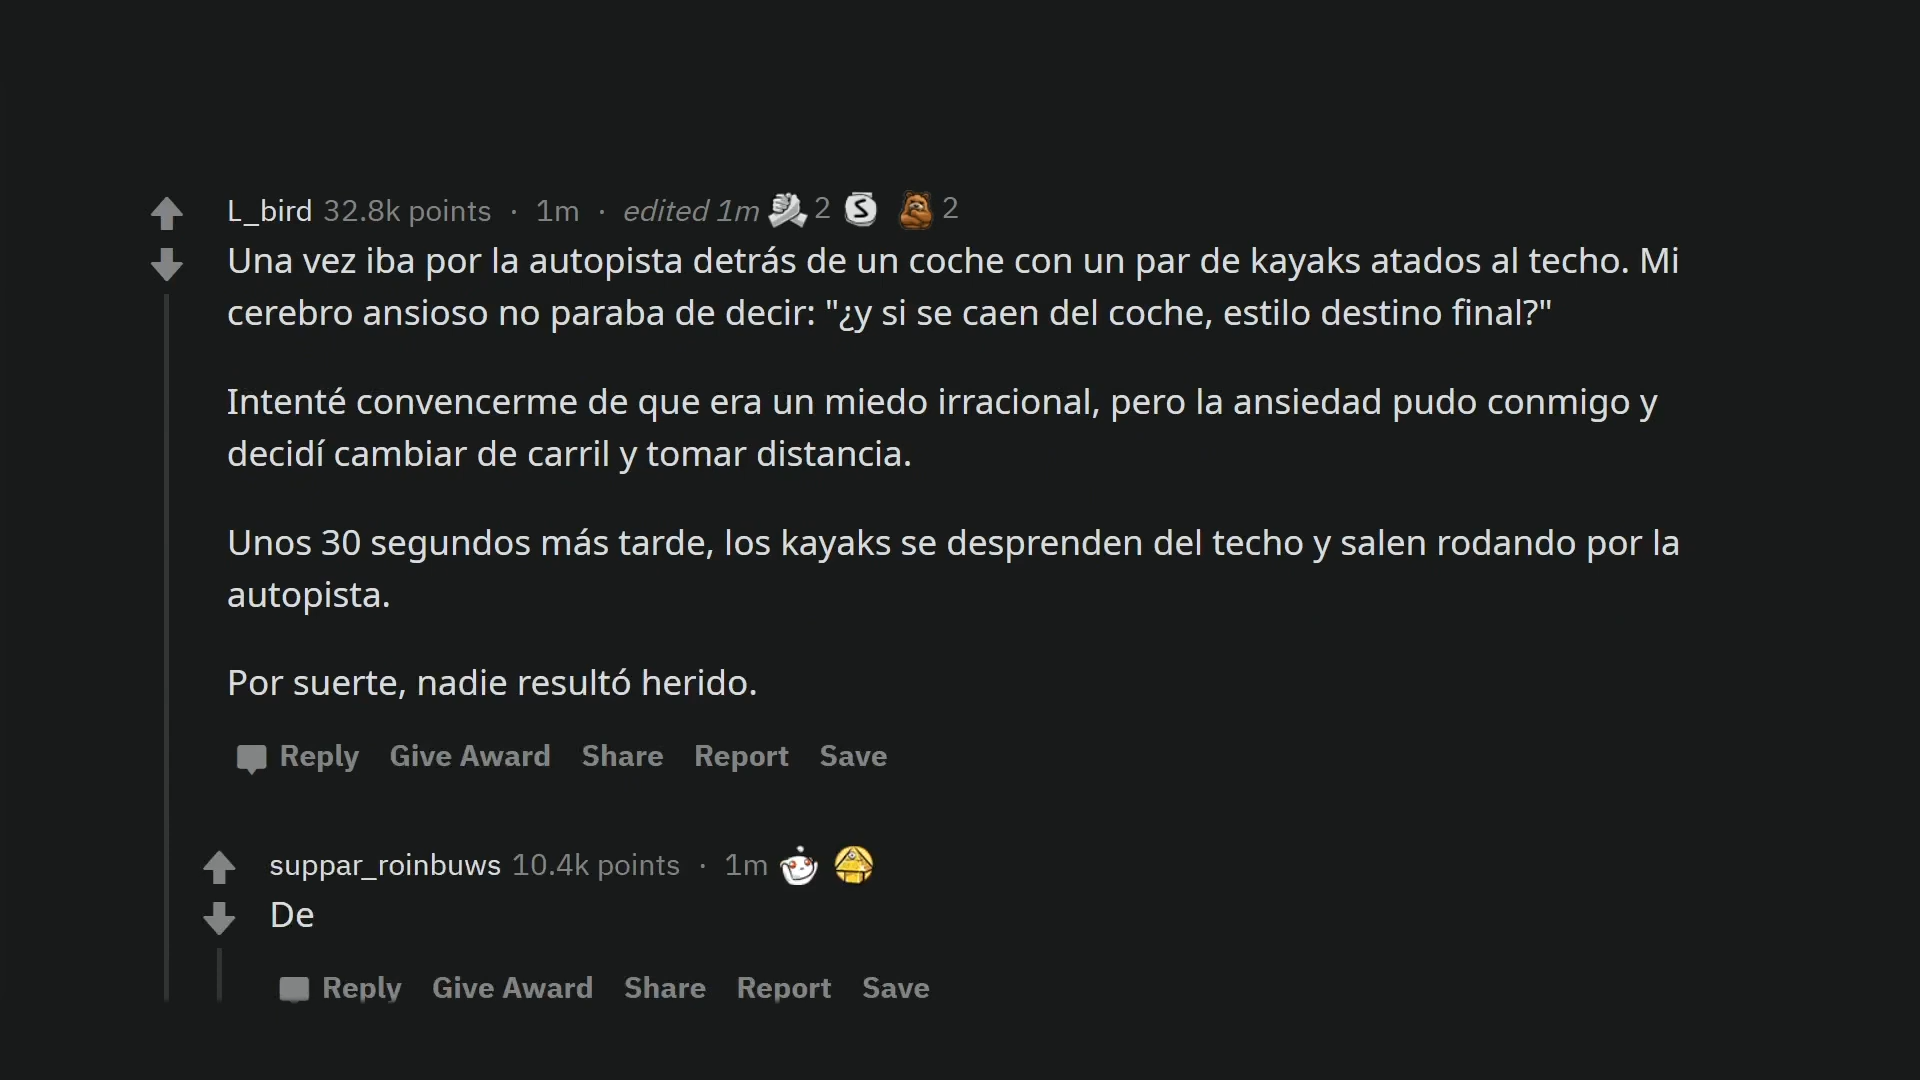 L_bird 32.8k points · 1m · edited 1m 2 S 2
Una vez iba por la autopista detrás de un coche con un par de kayaks atados al techo. Mi
cerebro ansioso no paraba de decir: "¿y si se caen del coche, estilo destino final?"
Intenté convencerme de que era un miedo irracional, pero la ansiedad pudo conmigo y
decidí cambiar de carril y tomar distancia.
Unos 30 segundos más tarde, los kayaks se desprenden del techo y salen rodando por la
autopista.
Por suerte, nadie resultó herido.
Reply Give Award Share Report Save
suppar_roinbuws 10.4k points · 1m
De
Reply Give Award Share Report Save